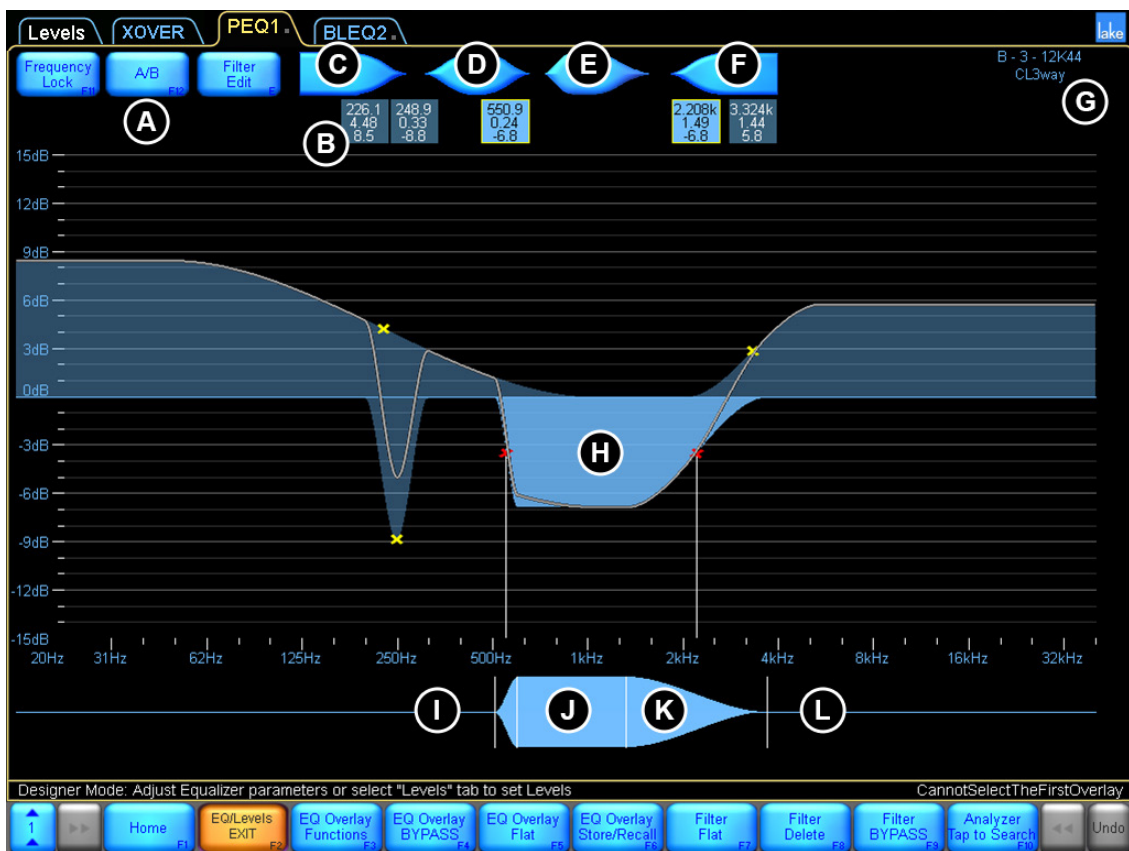 Levels XOVER PEQ1 BLEQ2 lake
Frequency Lock F11
A/B F12
Filter Edit F
C D E F
B - 3 - 12K44
CL3way
G
A
B
226.1 248.9 550.9 2.208k 3.324k
4.48 0.33 0.24 1.49 1.44
8.5 -8.8 -6.8 -6.8 5.8
15dB
12dB
9dB
6dB
3dB
0dB
-3dB
H
-6dB
-9dB
-12dB
-15dB
20Hz 31Hz 62Hz 125Hz 250Hz 500Hz 1kHz 2kHz 4kHz 8kHz 16kHz 32kHz
I J K L
Designer Mode: Adjust Equalizer parameters or select "Levels" tab to set Levels CannotSelectTheFirstOverlay
1
Home F1
EQ/Levels EXIT F2
EQ Overlay Functions F3
EQ Overlay BYPASS F4
EQ Overlay Flat F5
EQ Overlay Store/Recall F6
Filter Flat F7
Filter Delete F8
Filter BYPASS F9
Analyzer Tap to Search F10
Undo